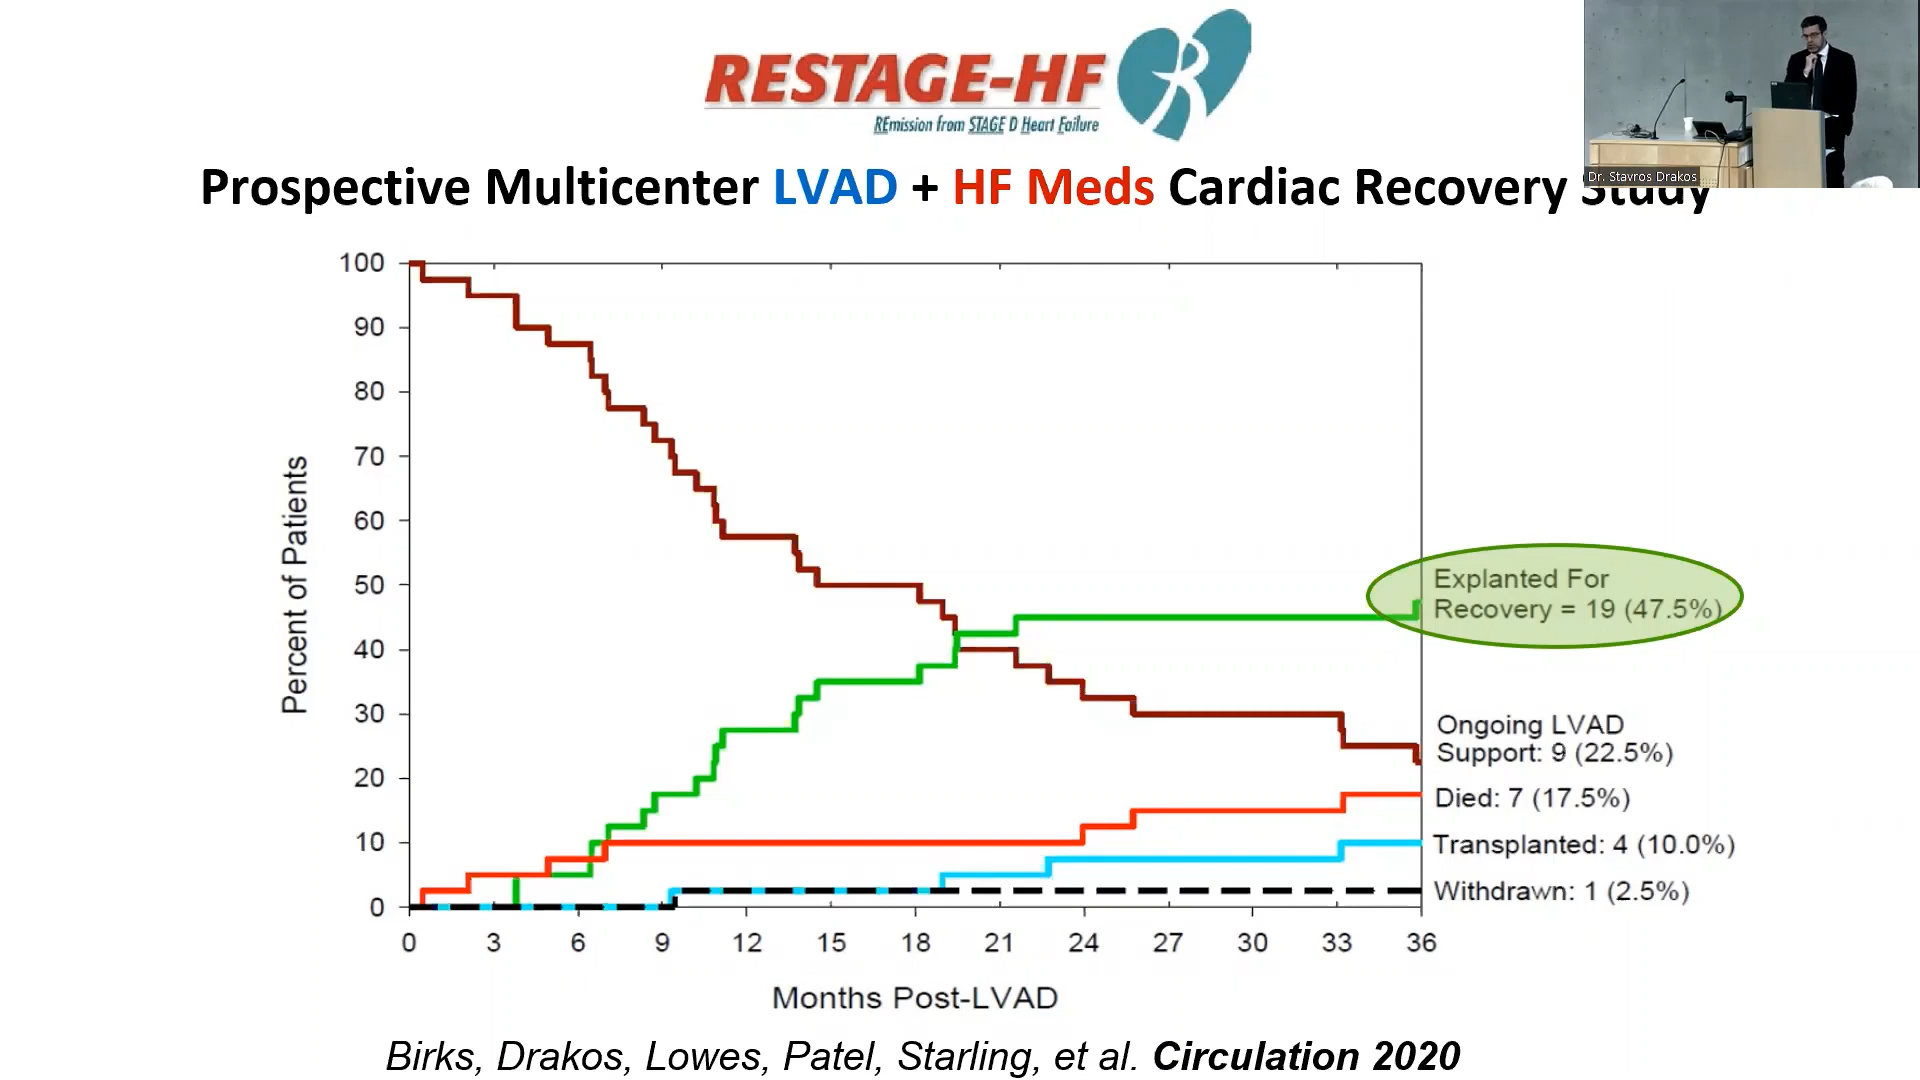 RESTAGE-HF
REmission from STAGE D Heart Failure
Prospective Multicenter LVAD + HF Meds Cardiac Recovery Study
Dr. Stavros Drakos
Percent of Patients
100
90
80
70
60
50
40
30
20
10
0
Explanted For
Recovery = 19 (47.5%)
Ongoing LVAD
Support: 9 (22.5%)
Died: 7 (17.5%)
Transplanted: 4 (10.0%)
Withdrawn: 1 (2.5%)
0 3 6 9 12 15 18 21 24 27 30 33 36
Months Post-LVAD
Birks, Drakos, Lowes, Patel, Starling, et al. Circulation 2020